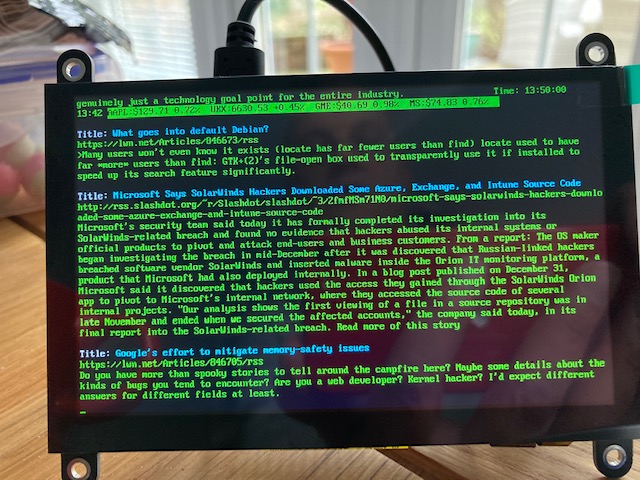 genuinely just a technology goal point for the entire industry.
Time: 13:50:00
13:42 AAPL:$129.71 0.72% UKX:6630.53 +0.45% GME:$40.69 0.98% MS:$74.83 0.76%
Title: What goes into default Debian?
https://lwn.net/Articles/846673/rss
>Many users won't even know it exists (locate has far fewer users than find) locate used to have
far *more* users than find: GTK+(2)'s file-open box used to transparently use it if installed to
speed up its search feature significantly.
Title: Microsoft Says SolarWinds Hackers Downloaded Some Azure, Exchange, and Intune Source Code
http://rss.slashdot.org/~r/Slashdot/slashdot/~3/2fmfMSm71M0/microsoft-says-solarwinds-hackers-downlo
aded-some-azure-exchange-and-intune-source-code
Microsoft's security team said today it has formally completed its investigation into its
SolarWinds-related breach and found no evidence that hackers abused its internal systems or
official products to pivot and attack end-users and business customers. From a report: The OS maker
began investigating the breach in mid-December after it was discovered that Russian-linked hackers
breached software vendor SolarWinds and inserted malware inside the Orion IT monitoring platform, a
product that Microsoft had also deployed internally. In a blog post published on December 31,
Microsoft said it discovered that hackers used the access they gained through the SolarWinds Orion
app to pivot to Microsoft's internal network, where they accessed the source code of several
internal projects. "Our analysis shows the first viewing of a file in a source repository was in
late November and ended when we secured the affected accounts," the company said today, in its
final report into the SolarWinds-related breach. Read more of this story
Title: Google's effort to mitigate memory-safety issues
https://lwn.net/Articles/846705/rss
Do you have more than spooky stories to tell around the campfire here? Maybe some details about the
kinds of bugs you tend to encounter? Are you a web developer? Kernel hacker? I'd expect different
answers for different fields at least.